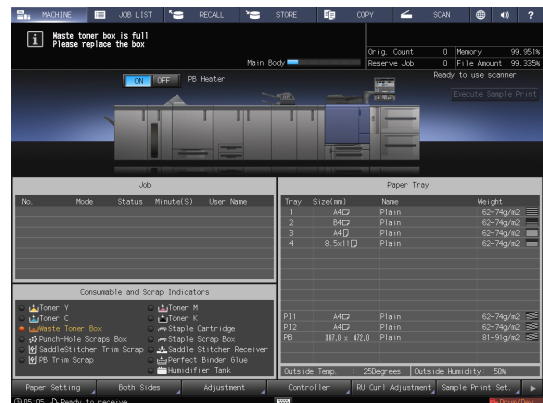 MACHINE JOB LIST RECALL STORE COPY SCAN ?
Waste toner box is full
Please replace the box
Main Body
Orig. Count 0 Memory 99.951%
Reserve Job 0 File Amount 99.335%
Ready to use scanner
ON OFF PB Heater
Execute Sample Print
Job
No. Mode Status Minute(S) User Name
Paper Tray
Tray Size(mm) Name Weight
1 A4 Plain 62-74g/m2
2 B4 Plain 62-74g/m2
3 A4 Plain 62-74g/m2
4 8.5x11 Plain 62-74g/m2
PI1 A4 Plain 62-74g/m2
PI2 A4 Plain 62-74g/m2
PB Plain 81-91g/m2
Outside Temp. : 25Degrees Outside Humidity: 50%
Consumable and Scrap Indicators
Toner Y Toner M
Toner C Toner K
Waste Toner Box Staple Cartridge
Punch-Hole Scraps Box Staple Scrap Box
SaddleStitcher Trim Scrap Saddle Stitcher Receiver
PB Trim Scrap Perfect Binder Glue
Humidifier Tank
Paper Setting Both Sides Adjustment Controller RU Curl Adjustment Sample Print Set.
05:05 Ready to receive Drum/Dev.